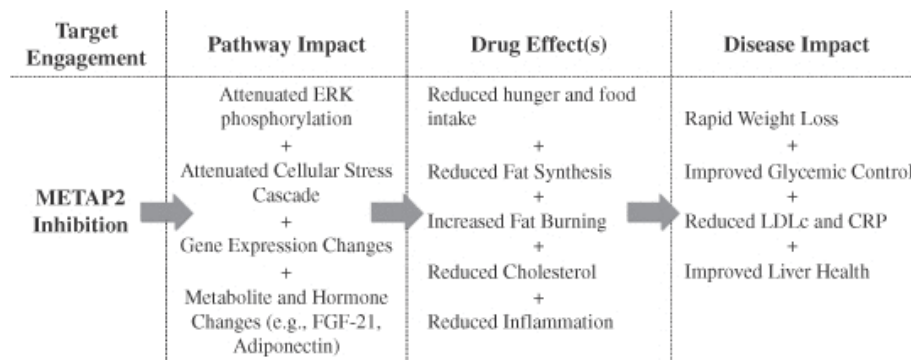 Target
Engagement
Pathway Impact
Drug Effect(s)
Disease Impact
METAP2
Inhibition
Attenuated ERK
phosphorylation
+
Attenuated Cellular Stress
Cascade
+
Gene Expression Changes
+
Metabolite and Hormone
Changes (e.g., FGF-21,
Adiponectin)
Reduced hunger and food
intake
+
Reduced Fat Synthesis
+
Increased Fat Burning
+
Reduced Cholesterol
+
Reduced Inflammation
Rapid Weight Loss
+
Improved Glycemic Control
+
Reduced LDLc and CRP
+
Improved Liver Health